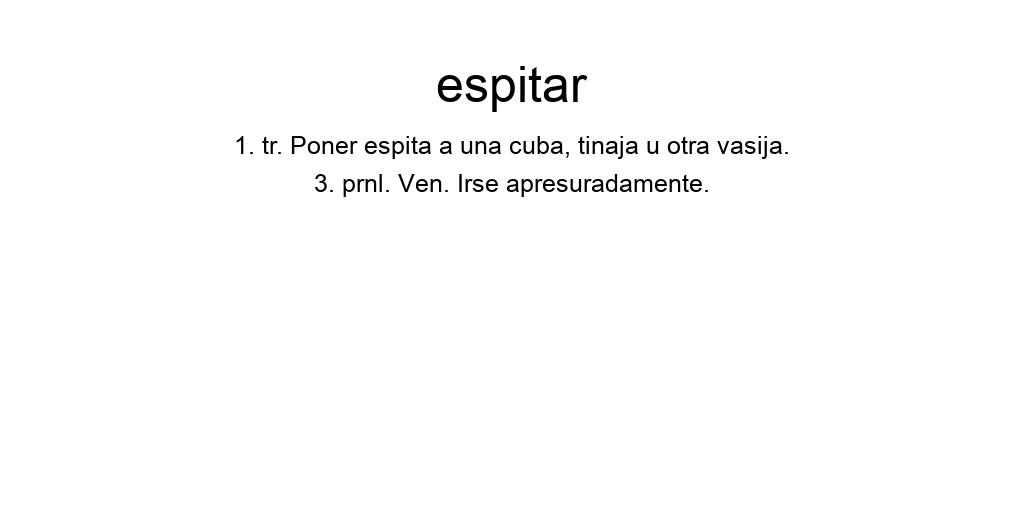 espitar
1. tr. Poner espita a una cuba, tinaja u otra vasija.
3. prnl. Ven. Irse apresuradamente.